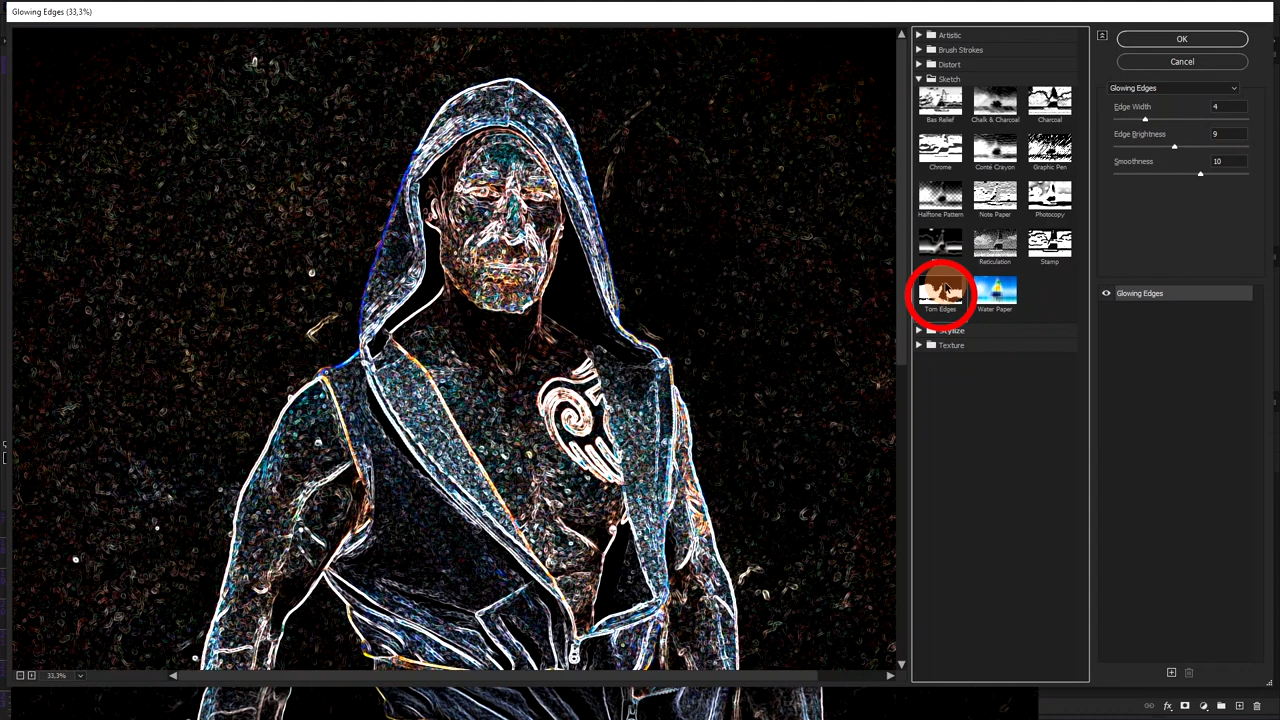 Glowing Edges (33,3%)
Artistic
Brush Strokes
Distort
Sketch
Bas Relief
Chalk & Charcoal
Charcoal
Chrome
Conté Crayon
Graphic Pen
Halftone Pattern
Note Paper
Photocopy
Reticulation
Stamp
Torn Edges
Water Paper
Stylize
Texture
OK
Cancel
Glowing Edges
Edge Width 4
Edge Brightness 9
Smoothness 10
Glowing Edges
33,3%
fx